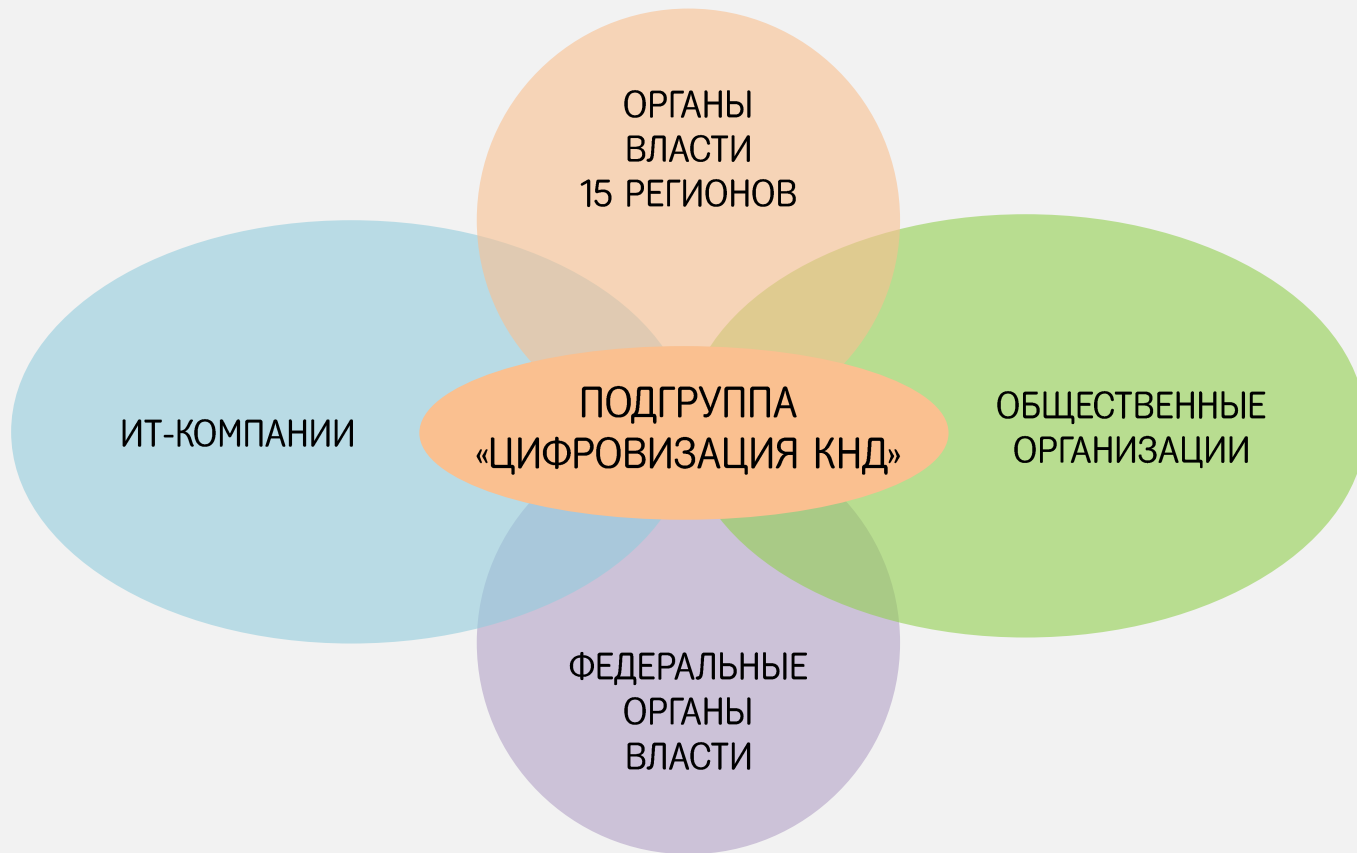 ОРГАНЫ
ВЛАСТИ
15 РЕГИОНОВ
ИТ-КОМПАНИИ
ПОДГРУППА
«ЦИФРОВИЗАЦИЯ КНД»
ОБЩЕСТВЕННЫЕ
ОРГАНИЗАЦИИ
ФЕДЕРАЛЬНЫЕ
ОРГАНЫ
ВЛАСТИ